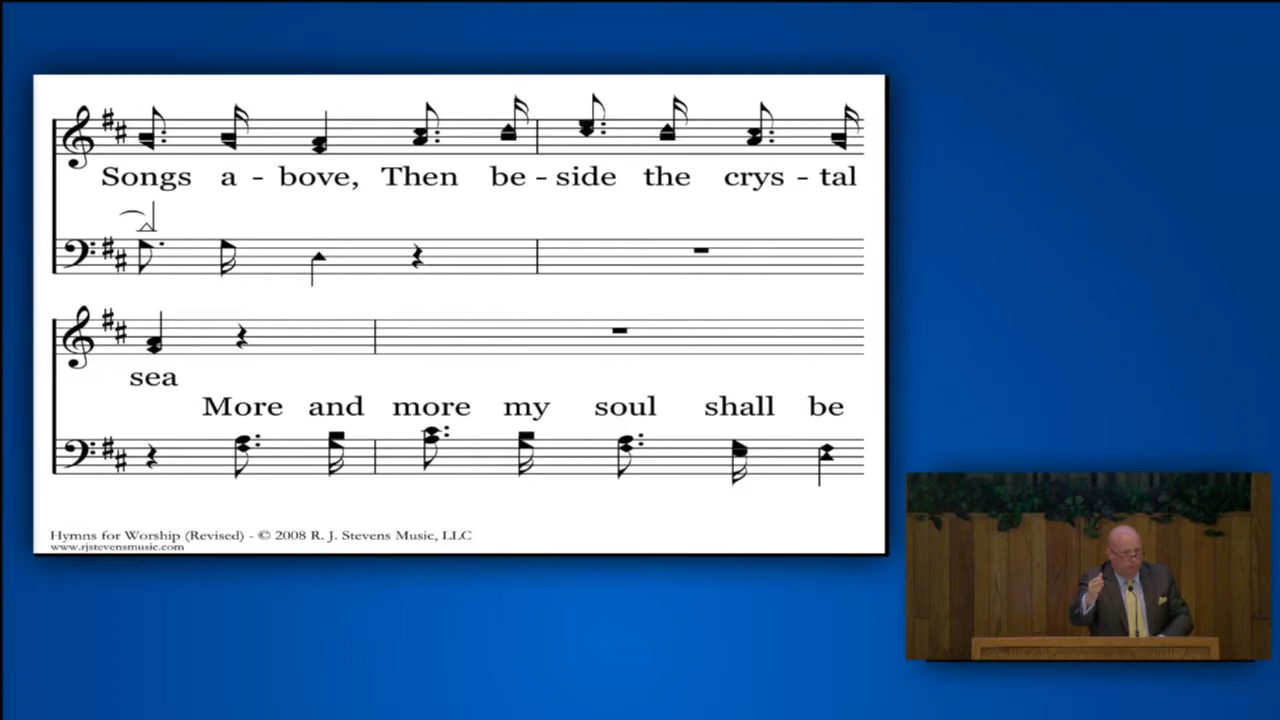 Songs a - bove, Then be - side the crys - tal
sea
More and more my soul shall be
Hymns for Worship (Revised) - © 2008 R. J. Stevens Music, LLC
www.rjstevensmusic.com